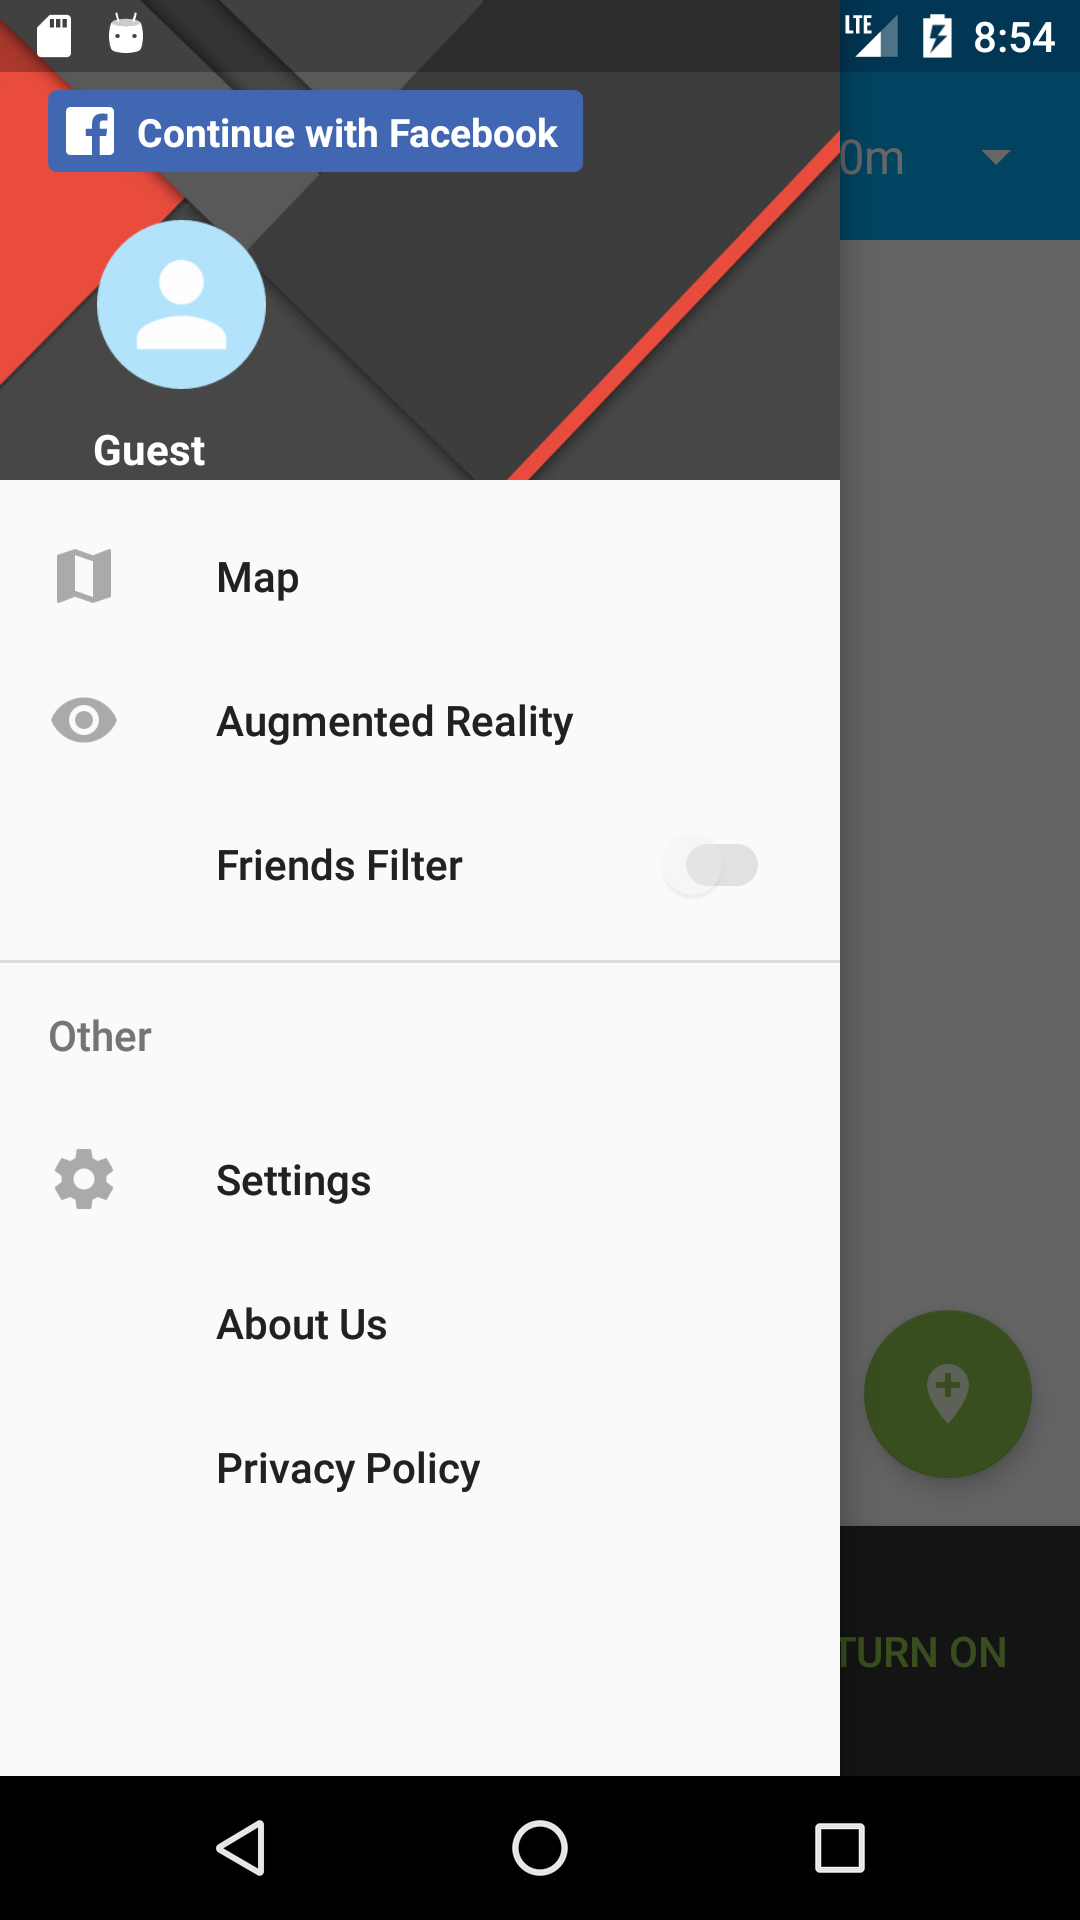 LTE 8:54
Continue with Facebook
0m
Guest
Map
Augmented Reality
Friends Filter
Other
Settings
About Us
Privacy Policy
TURN ON